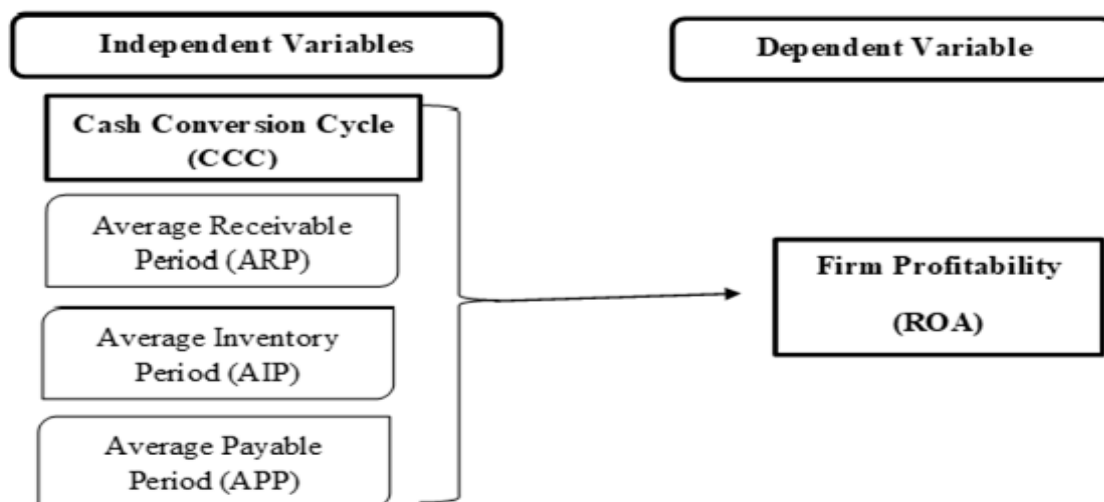 Independent Variables
Dependent Variable
Cash Conversion Cycle
(CCC)
Average Receivable
Period (ARP)
Average Inventory
Period (AIP)
Average Payable
Period (APP)
Firm Profitability
(ROA)